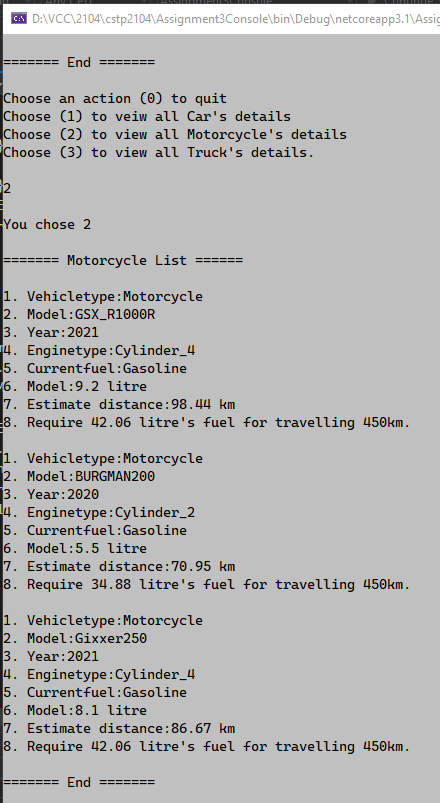 D:\VCC\2104\cstp2104\Assignment3Console\bin\Debug\netcoreapp3.1\Assig
======= End =======
Choose an action (0) to quit
Choose (1) to veiw all Car's details
Choose (2) to view all Motorcycle's details
Choose (3) to view all Truck's details.
2
You chose 2
======= Motorcycle List ======
1. Vehicletype:Motorcycle
2. Model:GSX_R1000R
3. Year:2021
4. Enginetype:Cylinder_4
5. Currentfuel:Gasoline
6. Model:9.2 litre
7. Estimate distance:98.44 km
8. Require 42.06 litre's fuel for travelling 450km.
1. Vehicletype:Motorcycle
2. Model:BURGMAN200
3. Year:2020
4. Enginetype:Cylinder_2
5. Currentfuel:Gasoline
6. Model:5.5 litre
7. Estimate distance:70.95 km
8. Require 34.88 litre's fuel for travelling 450km.
1. Vehicletype:Motorcycle
2. Model:Gixxer250
3. Year:2021
4. Enginetype:Cylinder_4
5. Currentfuel:Gasoline
6. Model:8.1 litre
7. Estimate distance:86.67 km
8. Require 42.06 litre's fuel for travelling 450km.
======= End =======